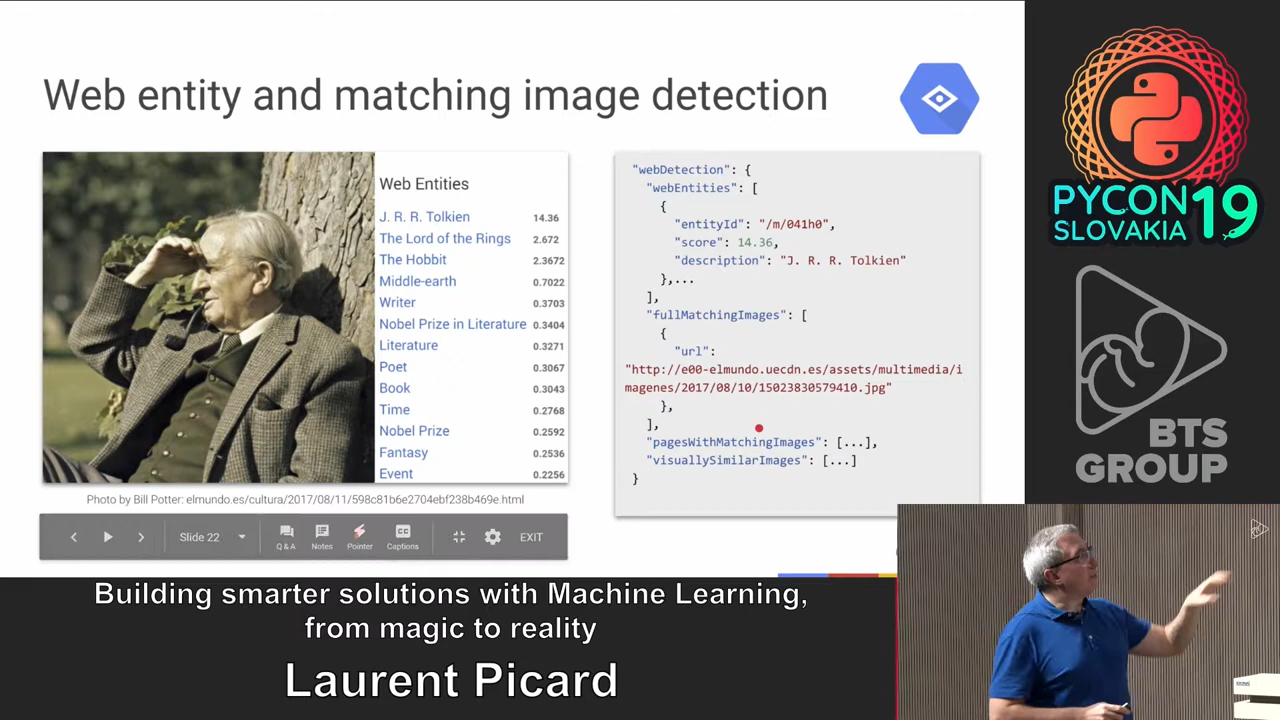 Web entity and matching image detection
Web Entities
J. R. R. Tolkien 14.36
The Lord of the Rings 2.672
The Hobbit 2.3672
Middle-earth 0.7022
Writer 0.3703
Nobel Prize in Literature 0.3404
Literature 0.3271
Poet 0.3067
Book 0.3043
Time 0.2768
Nobel Prize 0.2592
Fantasy 0.2536
Event 0.2256
Photo by Bill Potter: elmundo.es/cultura/2017/08/11/598c81b6e2704ebf238b469e.html
"webDetection": {
"webEntities": [
{
"entityId": "/m/041h0",
"score": 14.36,
"description": "J. R. R. Tolkien"
},...
],
"fullMatchingImages": [
{
"url":
"http://e00-elmundo.uecdn.es/assets/multimedia/i
magenes/2017/08/10/15023830579410.jpg"
},
],
"pagesWithMatchingImages": [...],
"visuallySimilarImages": [...]
}
Slide 22
Q & A
Notes
Pointer
CC
Captions
EXIT
PYCON
SLOVAKIA
19
BTS
GROUP
Building smarter solutions with Machine Learning,
from magic to reality
Laurent Picard